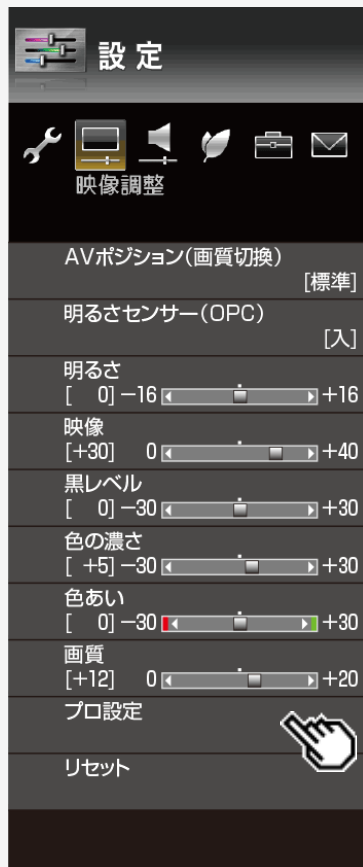 設定
映像調整
AVポジション(画質切換)
[標準]
明るさセンサー(OPC)
[入]
明るさ
[ 0] −16 +16
映像
[+30] 0 +40
黒レベル
[ 0] −30 +30
色の濃さ
[ +5] −30 +30
色あい
[ 0] −30 +30
画質
[+12] 0 +20
プロ設定
リセット